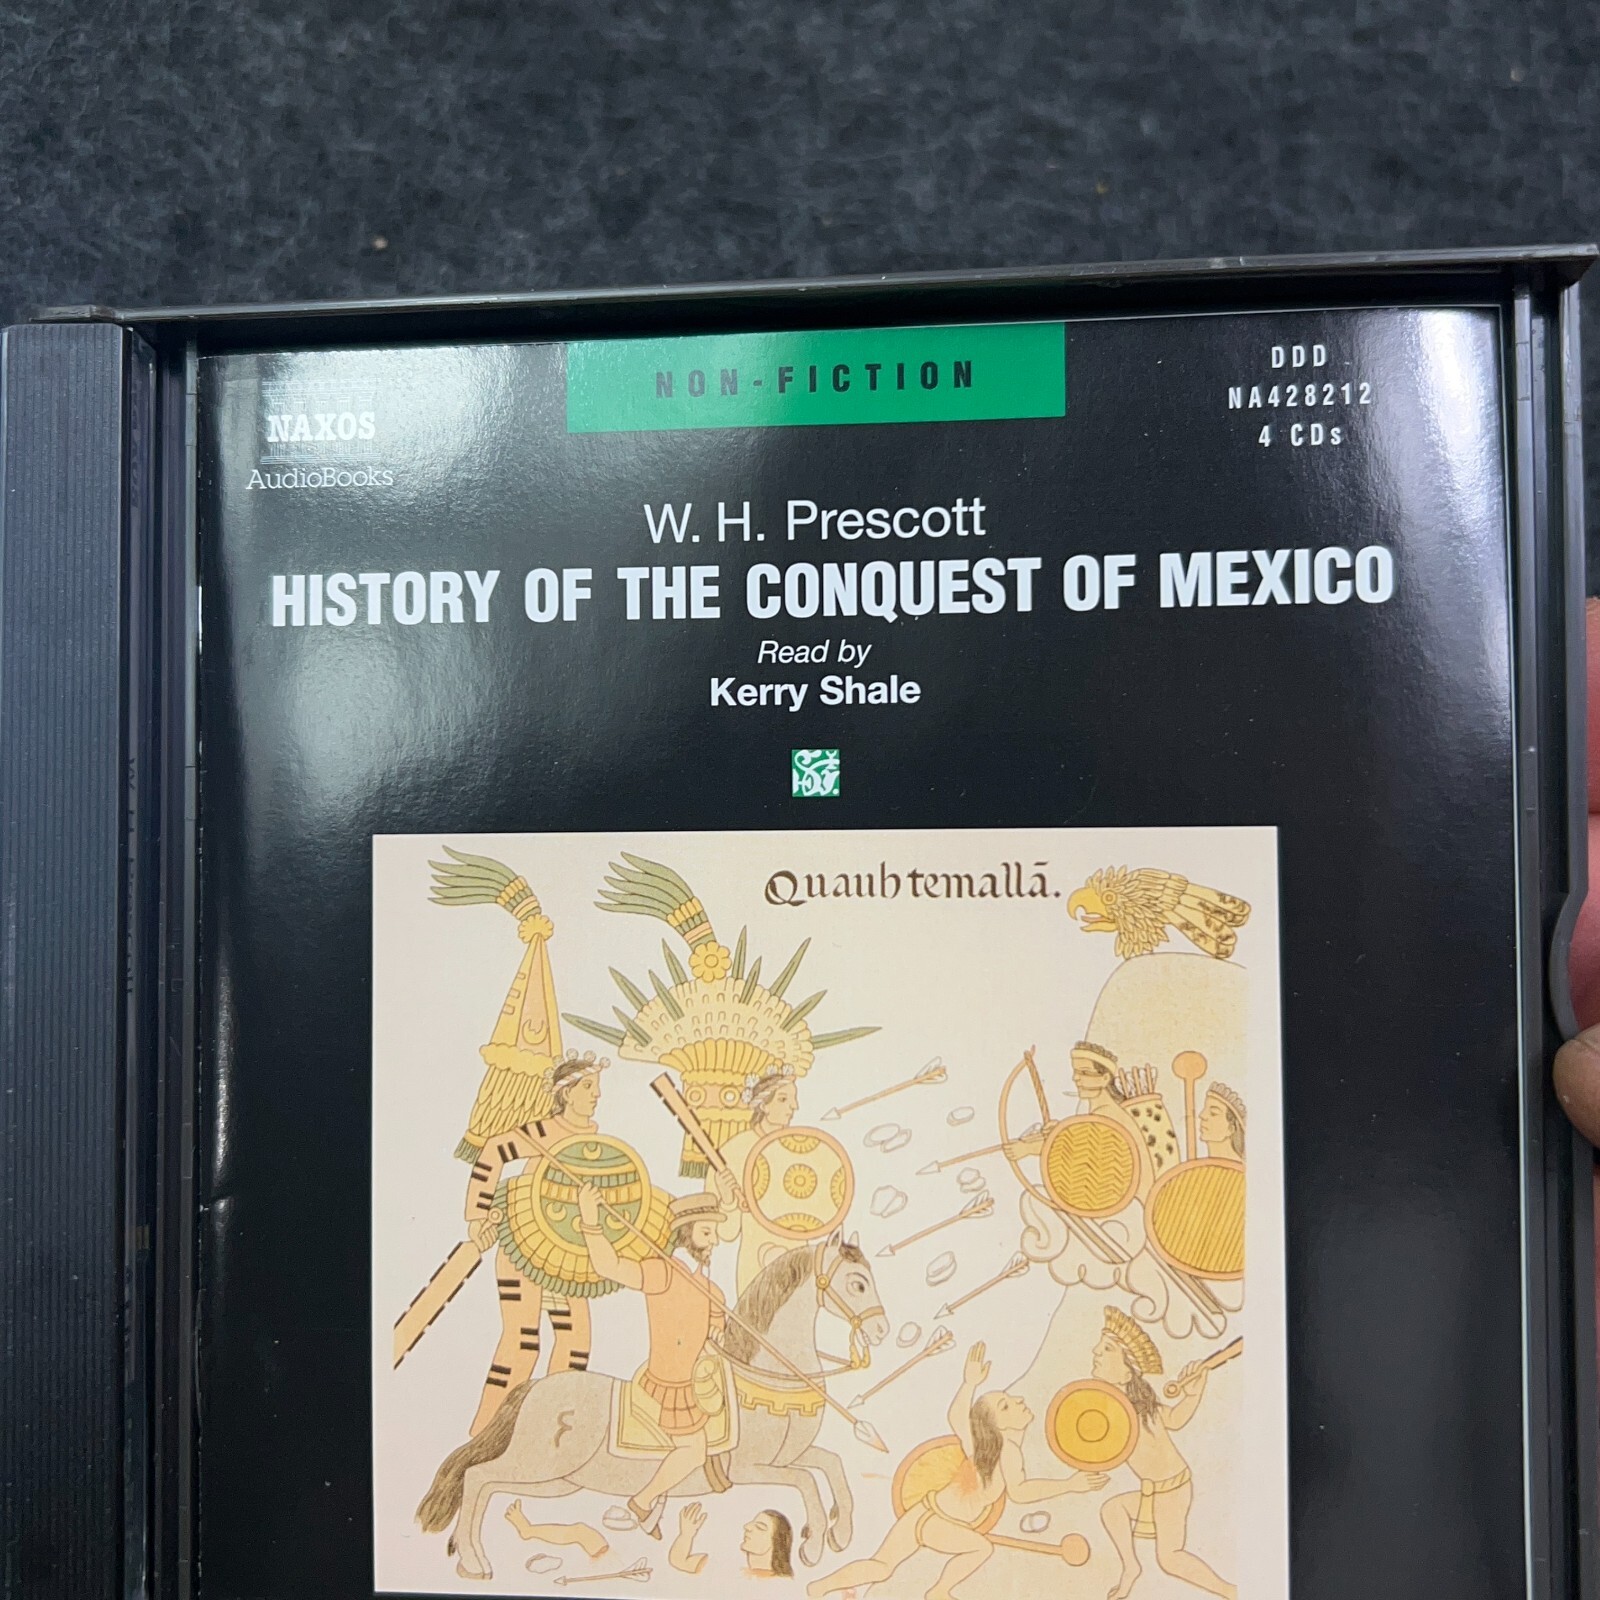 NON-FICTION
NAXOS
AudioBooks
DDD
NA428212
4 CDs
W. H. Prescott
HISTORY OF THE CONQUEST OF MEXICO
Read by
Kerry Shale
Quauhtemallā.